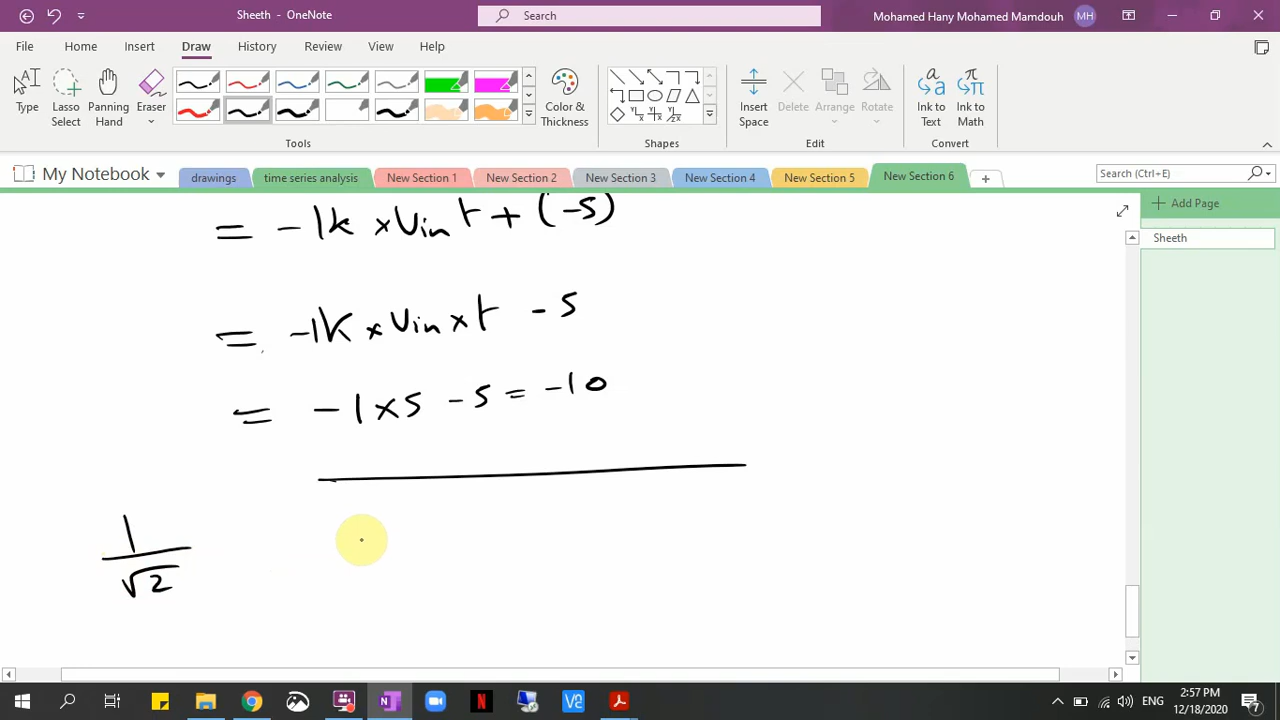 Sheeth - OneNote
Search
Mohamed Hany Mohamed Mamdouh MH
File Home Insert Draw History Review View Help
Type
Lasso Select
Panning Hand
Eraser
Color & Thickness
Insert Space
Delete
Arrange
Rotate
Ink to Text
Ink to Math
Tools Shapes Edit Convert
My Notebook
drawings time series analysis New Section 1 New Section 2 New Section 3 New Section 4 New Section 5 New Section 6 +
Search (Ctrl+E)
Add Page
Sheeth
= -1k x Vin t + (-5)
= -1k x Vin x t - 5
= -1 x 5 - 5 = -10
1
√2
ENG
2:57 PM
12/18/2020
7